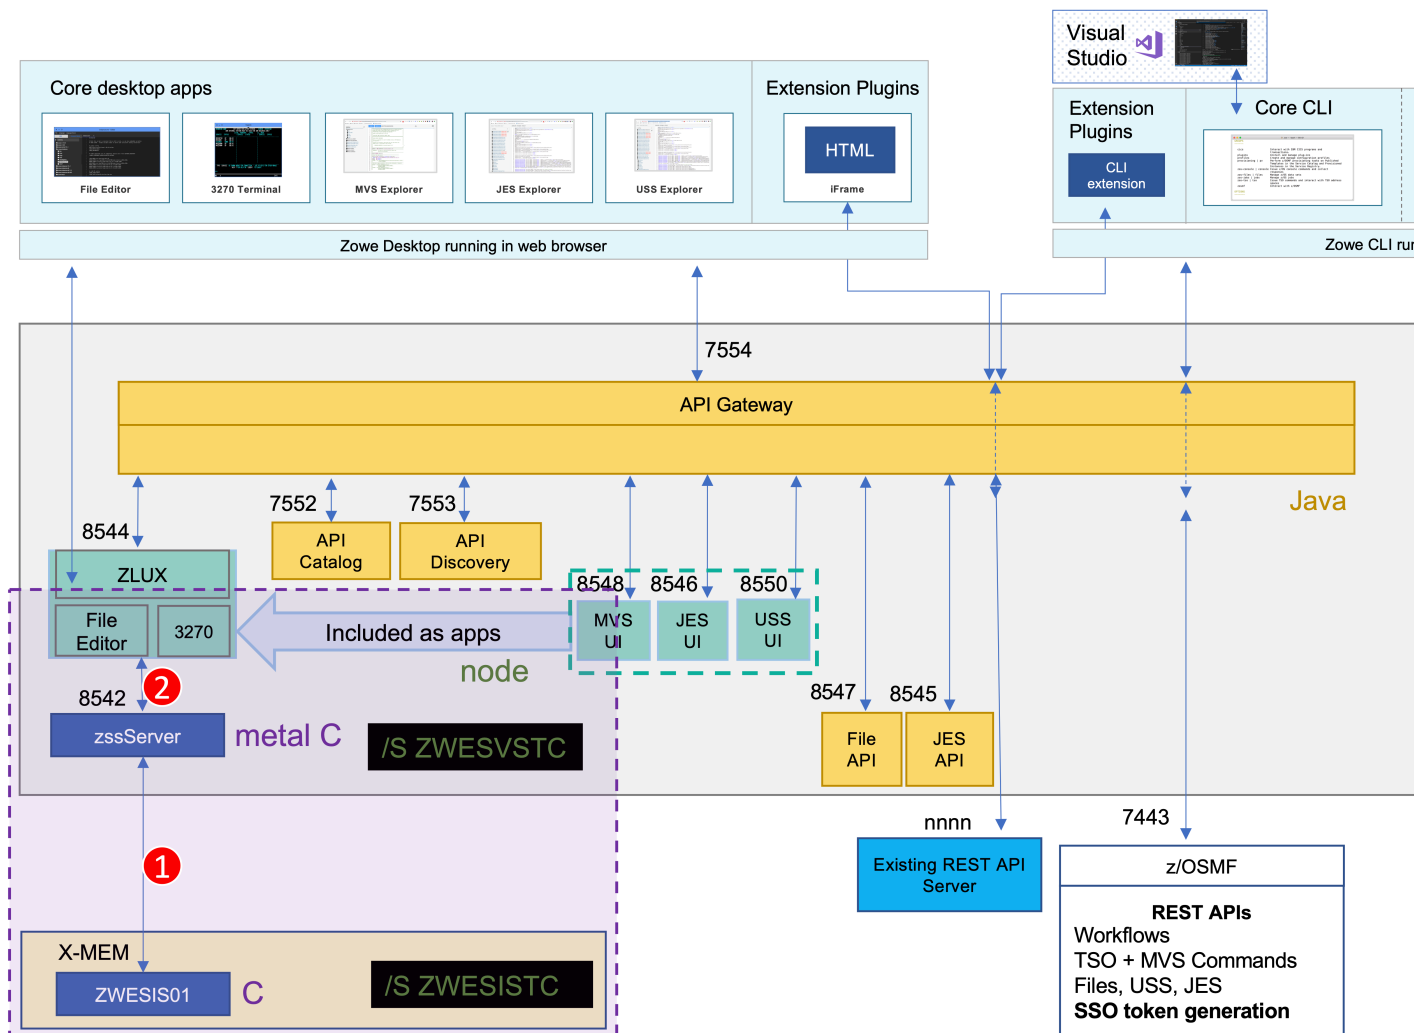 Visual
Studio
Core desktop apps
Extension Plugins
File Editor
3270 Terminal
MVS Explorer
JES Explorer
USS Explorer
HTML
iFrame
Extension
Plugins
Core CLI
CLI
extension
Zowe Desktop running in web browser
Zowe CLI rur
7554
API Gateway
Java
8544
7552
7553
ZLUX
API
Catalog
API
Discovery
8548
8546
8550
File
Editor
3270
Included as apps
MVS
UI
JES
UI
USS
UI
node
2
8542
zssServer
metal C
/S ZWESVSTC
8547
8545
File
API
JES
API
1
nnnn
Existing REST API
Server
7443
z/OSMF
REST APIs
Workflows
TSO + MVS Commands
Files, USS, JES
SSO token generation
X-MEM
ZWESIS01
C
/S ZWESISTC